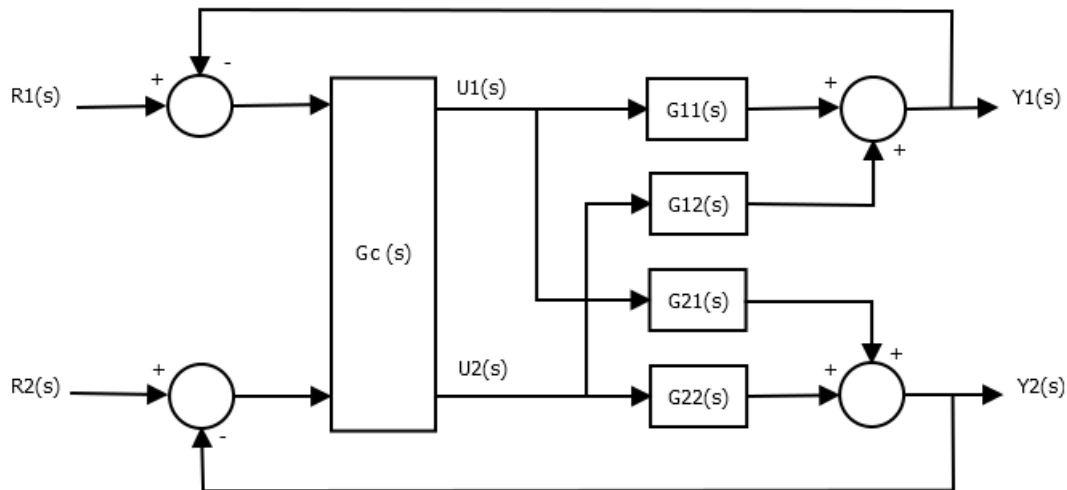 -
+
R1(s)
U1(s)
G11(s)
+
Y1(s)
+
G12(s)
Gc (s)
G21(s)
U2(s)
+
+
R2(s)
G22(s)
+
Y2(s)
-